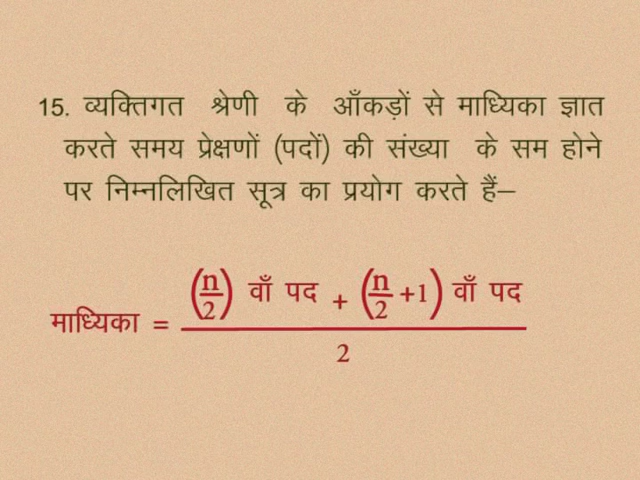 15. व्यक्तिगत श्रेणी के आँकड़ों से माध्यिका ज्ञात
करते समय प्रेक्षणों (पदों) की संख्या के सम होने
पर निम्नलिखित सूत्र का प्रयोग करते हैं–
माध्यिका = ((n/2) वाँ पद + (n/2 +1) वाँ पद) / 2